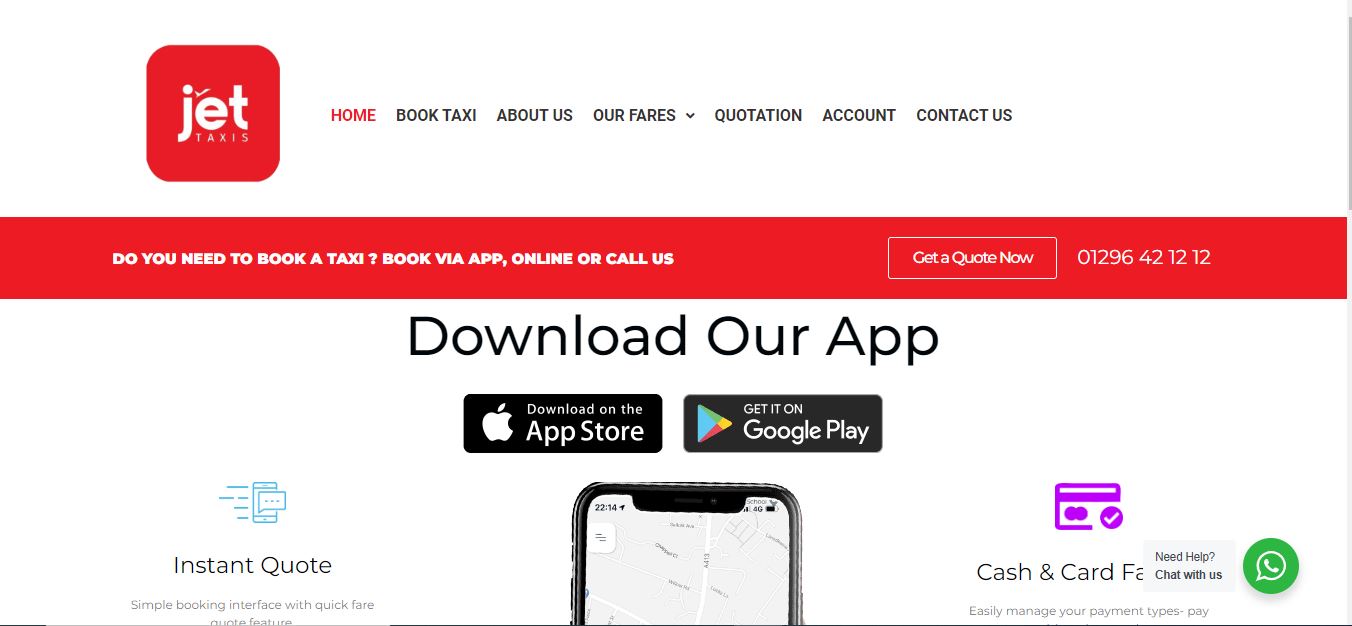 jet
TAXIS
HOME BOOK TAXI ABOUT US OUR FARES QUOTATION ACCOUNT CONTACT US
DO YOU NEED TO BOOK A TAXI ? BOOK VIA APP, ONLINE OR CALL US
Get a Quote Now
01296 42 12 12
Download Our App
Download on the
App Store
GET IT ON
Google Play
Instant Quote
Simple booking interface with quick fare
quote feature
22:14
School
4G
A413
Cash & Card Fa
Easily manage your payment types- pay
Need Help?
Chat with us